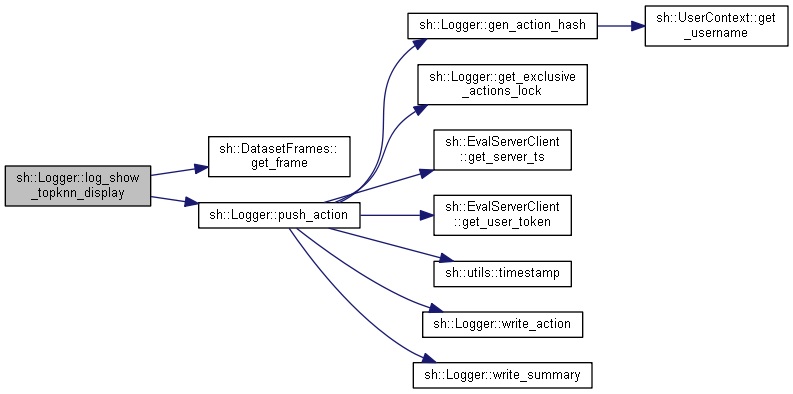 sh::Logger::log_show
_topknn_display
sh::DatasetFrames::
get_frame
sh::Logger::push_action
sh::Logger::gen_action_hash
sh::UserContext::get
_username
sh::Logger::get_exclusive
_actions_lock
sh::EvalServerClient
::get_server_ts
sh::EvalServerClient
::get_user_token
sh::utils::timestamp
sh::Logger::write_action
sh::Logger::write_summary